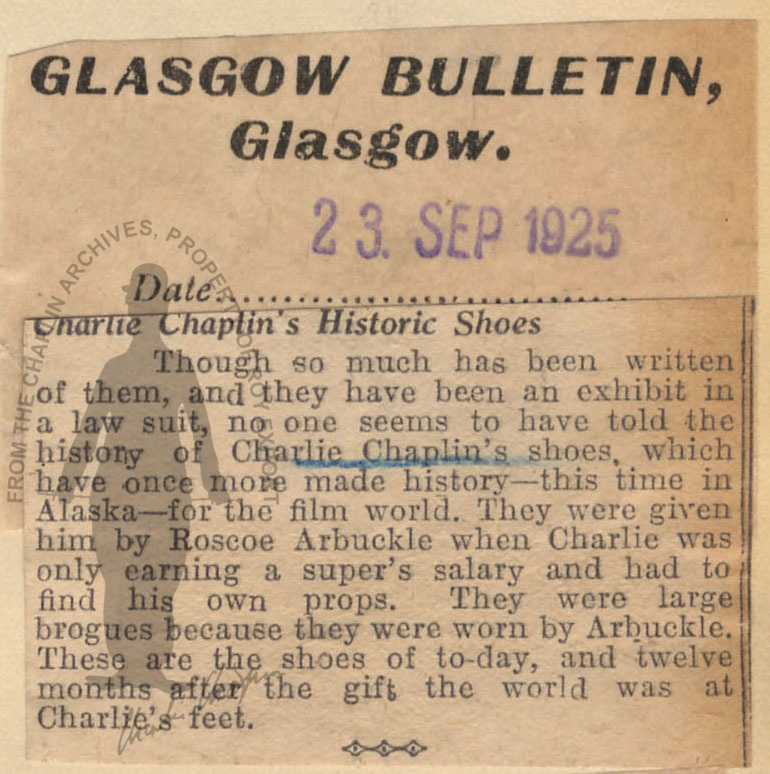 GLASGOW BULLETIN,
Glasgow.
23. SEP 1925
Date
Charlie Chaplin's Historic Shoes
Though so much has been written
of them, and they have been an exhibit in
a law suit, no one seems to have told the
history of Charlie Chaplin's shoes, which
have once more made history—this time in
Alaska—for the film world. They were given
him by Roscoe Arbuckle when Charlie was
only earning a super's salary and had to
find his own props. They were large
brogues because they were worn by Arbuckle.
These are the shoes of to-day, and twelve
months after the gift the world was at
Charlie's feet.
FROM THE CHAPLIN ARCHIVES, PROPERTY OF ROY EXPORT
Charlie Chaplin